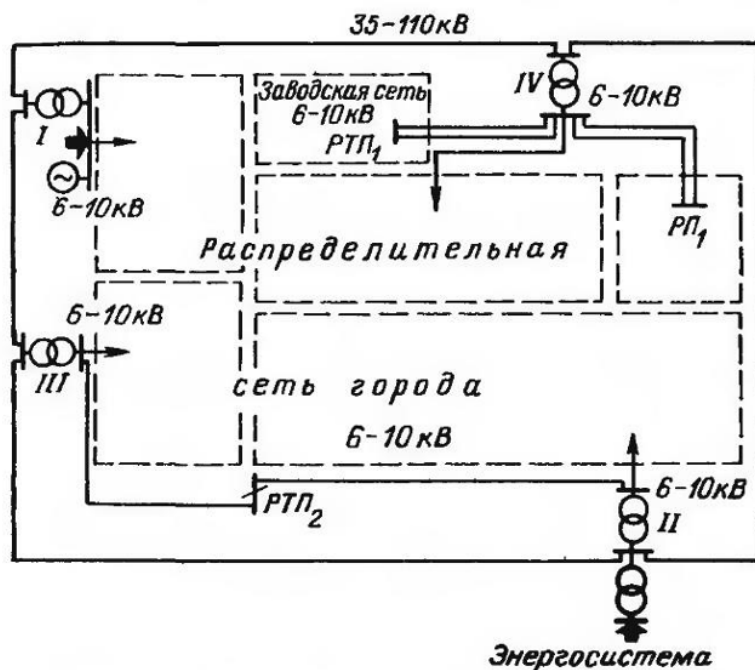 35-110кВ
I
6-10кВ
Заводская сеть
6-10кВ
РТП₁
IV
6-10кВ
РП₁
Распределительная
6-10кВ
III
сеть города
6-10кВ
РТП₂
6-10кВ
II
Энергосистема